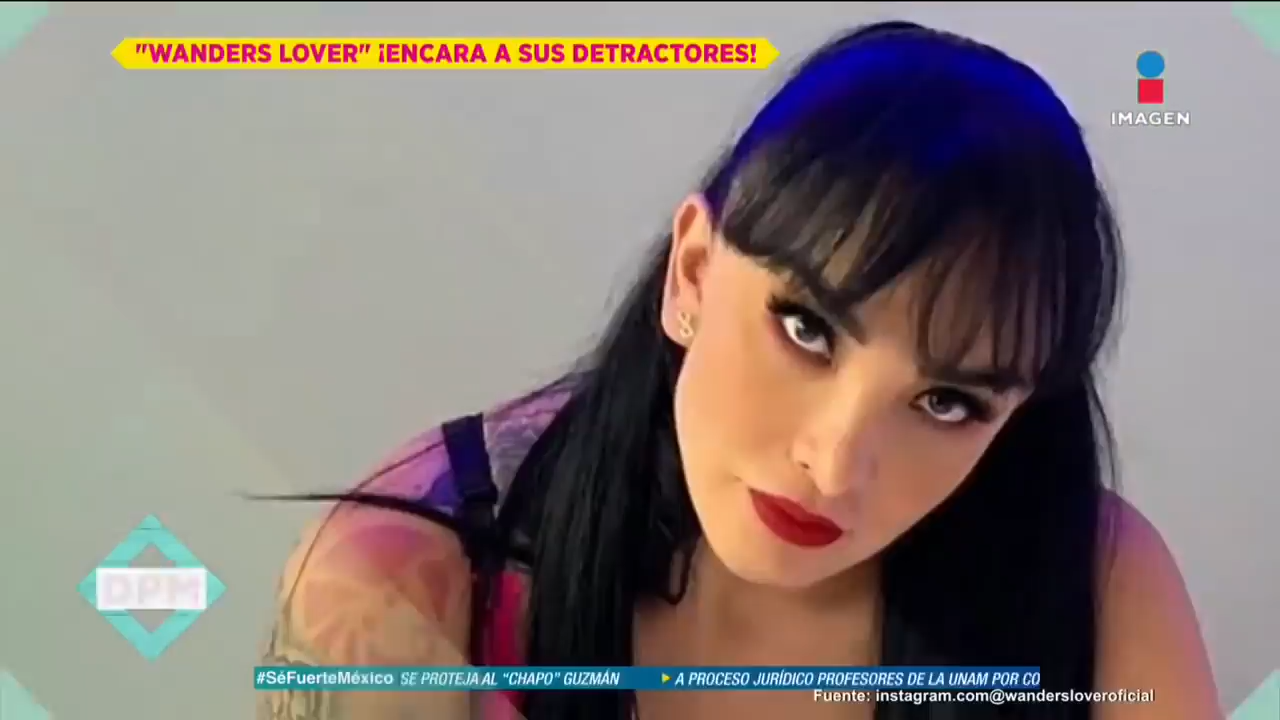 "WANDERS LOVER" ¡ENCARA A SUS DETRACTORES!
IMAGEN
DPM
#SéFuerteMéxico SE PROTEJA AL "CHAPO" GUZMÁN A PROCESO JURÍDICO PROFESORES DE LA UNAM POR CO
Fuente: instagram.com@wandersloveroficial